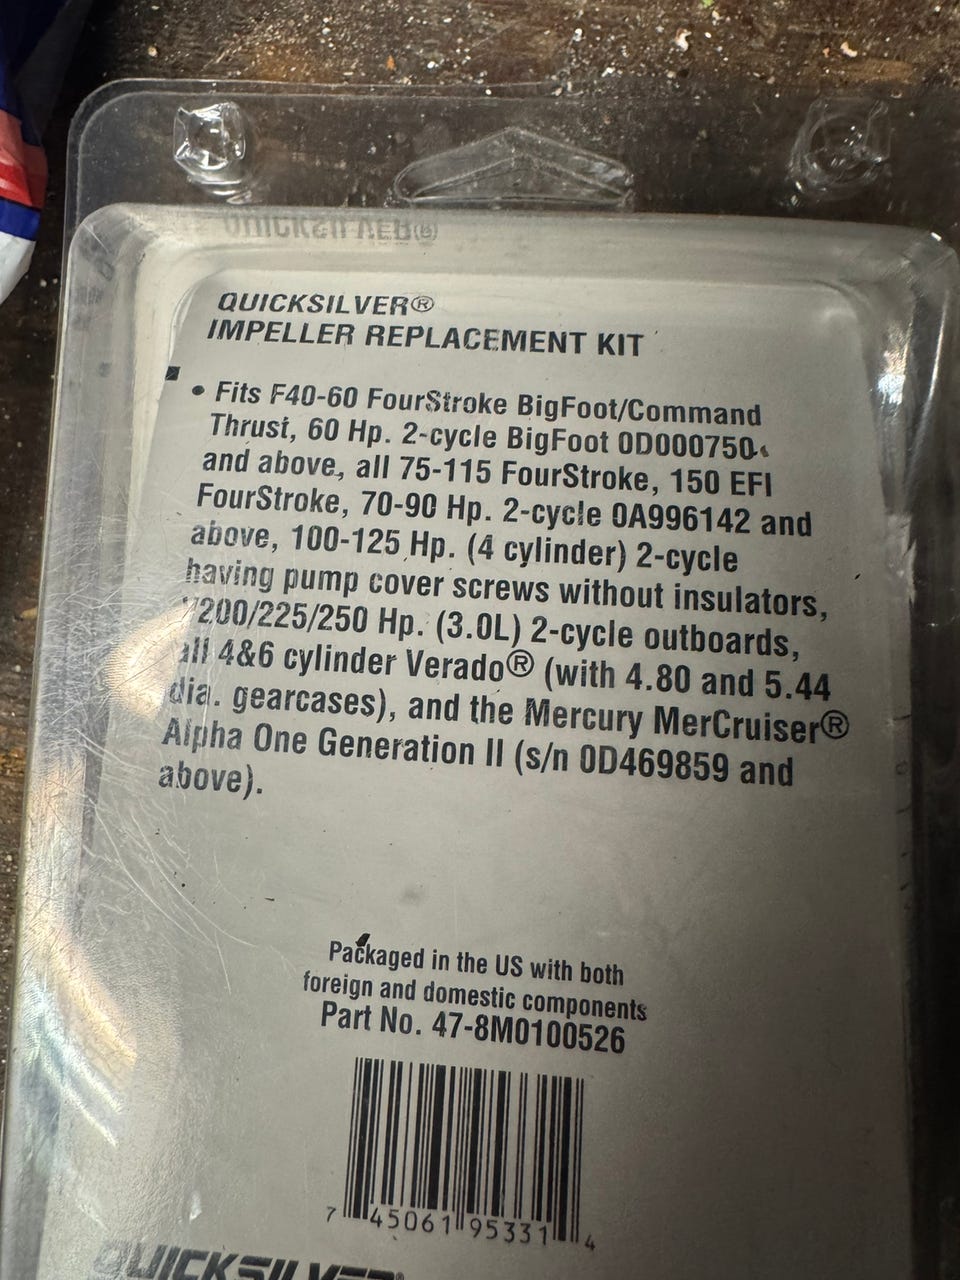 QUICKSILVER®
IMPELLER REPLACEMENT KIT
• Fits F40-60 FourStroke BigFoot/Command
Thrust, 60 Hp. 2-cycle BigFoot 0D000750
and above, all 75-115 FourStroke, 150 EFI
FourStroke, 70-90 Hp. 2-cycle 0A996142 and
above, 100-125 Hp. (4 cylinder) 2-cycle
having pump cover screws without insulators,
V200/225/250 Hp. (3.0L) 2-cycle outboards,
all 4&6 cylinder Verado® (with 4.80 and 5.44
dia. gearcases), and the Mercury MerCruiser®
Alpha One Generation II (s/n 0D469859 and
above).
Packaged in the US with both
foreign and domestic components
Part No. 47-8M0100526
7 45061 95331 4
QUICKSILVER®